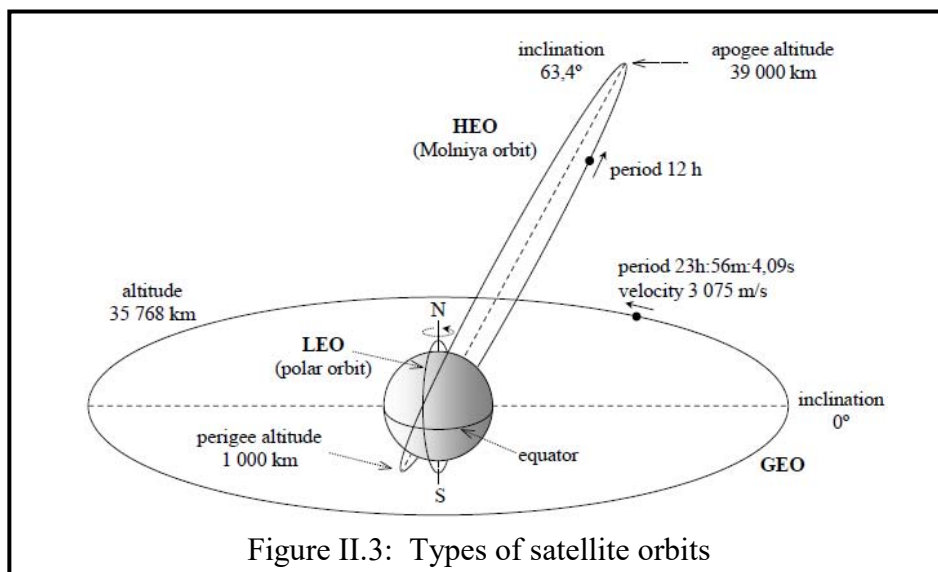 inclination
63,4º
apogee altitude
39 000 km
HEO
(Molniya orbit)
period 12 h
period 23h:56m:4,09s
velocity 3 075 m/s
altitude
35 768 km
N
LEO
(polar orbit)
inclination
0º
perigee altitude
1 000 km
equator
GEO
S
Figure II.3: Types of satellite orbits